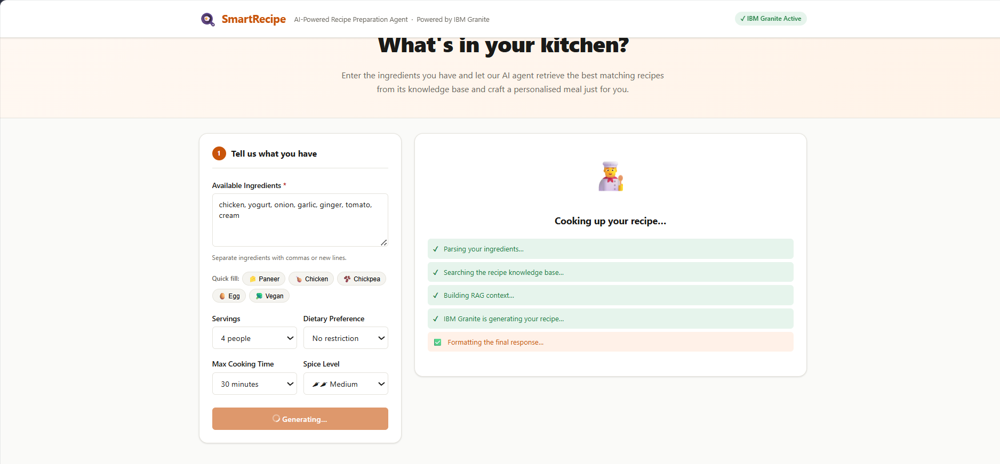 SmartRecipe AI-Powered Recipe Preparation Agent · Powered by IBM Granite
✓ IBM Granite Active
What's in your kitchen?
Enter the ingredients you have and let our AI agent retrieve the best matching recipes
from its knowledge base and craft a personalised meal just for you.
1 Tell us what you have
Available Ingredients *
chicken, yogurt, onion, garlic, ginger, tomato,
cream
Separate ingredients with commas or new lines.
Quick fill: Paneer Chicken Chickpea
Egg Vegan
Servings Dietary Preference
4 people No restriction
Max Cooking Time Spice Level
30 minutes 🌶🌶 Medium
Generating...
Cooking up your recipe...
✓ Parsing your ingredients...
✓ Searching the recipe knowledge base...
✓ Building RAG context...
✓ IBM Granite is generating your recipe...
✅ Formatting the final response...